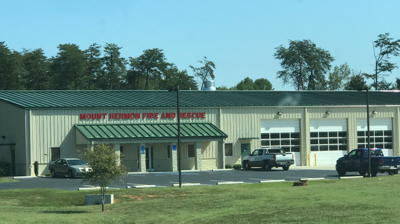 MOUNT HERMON FIRE AND RESCUE